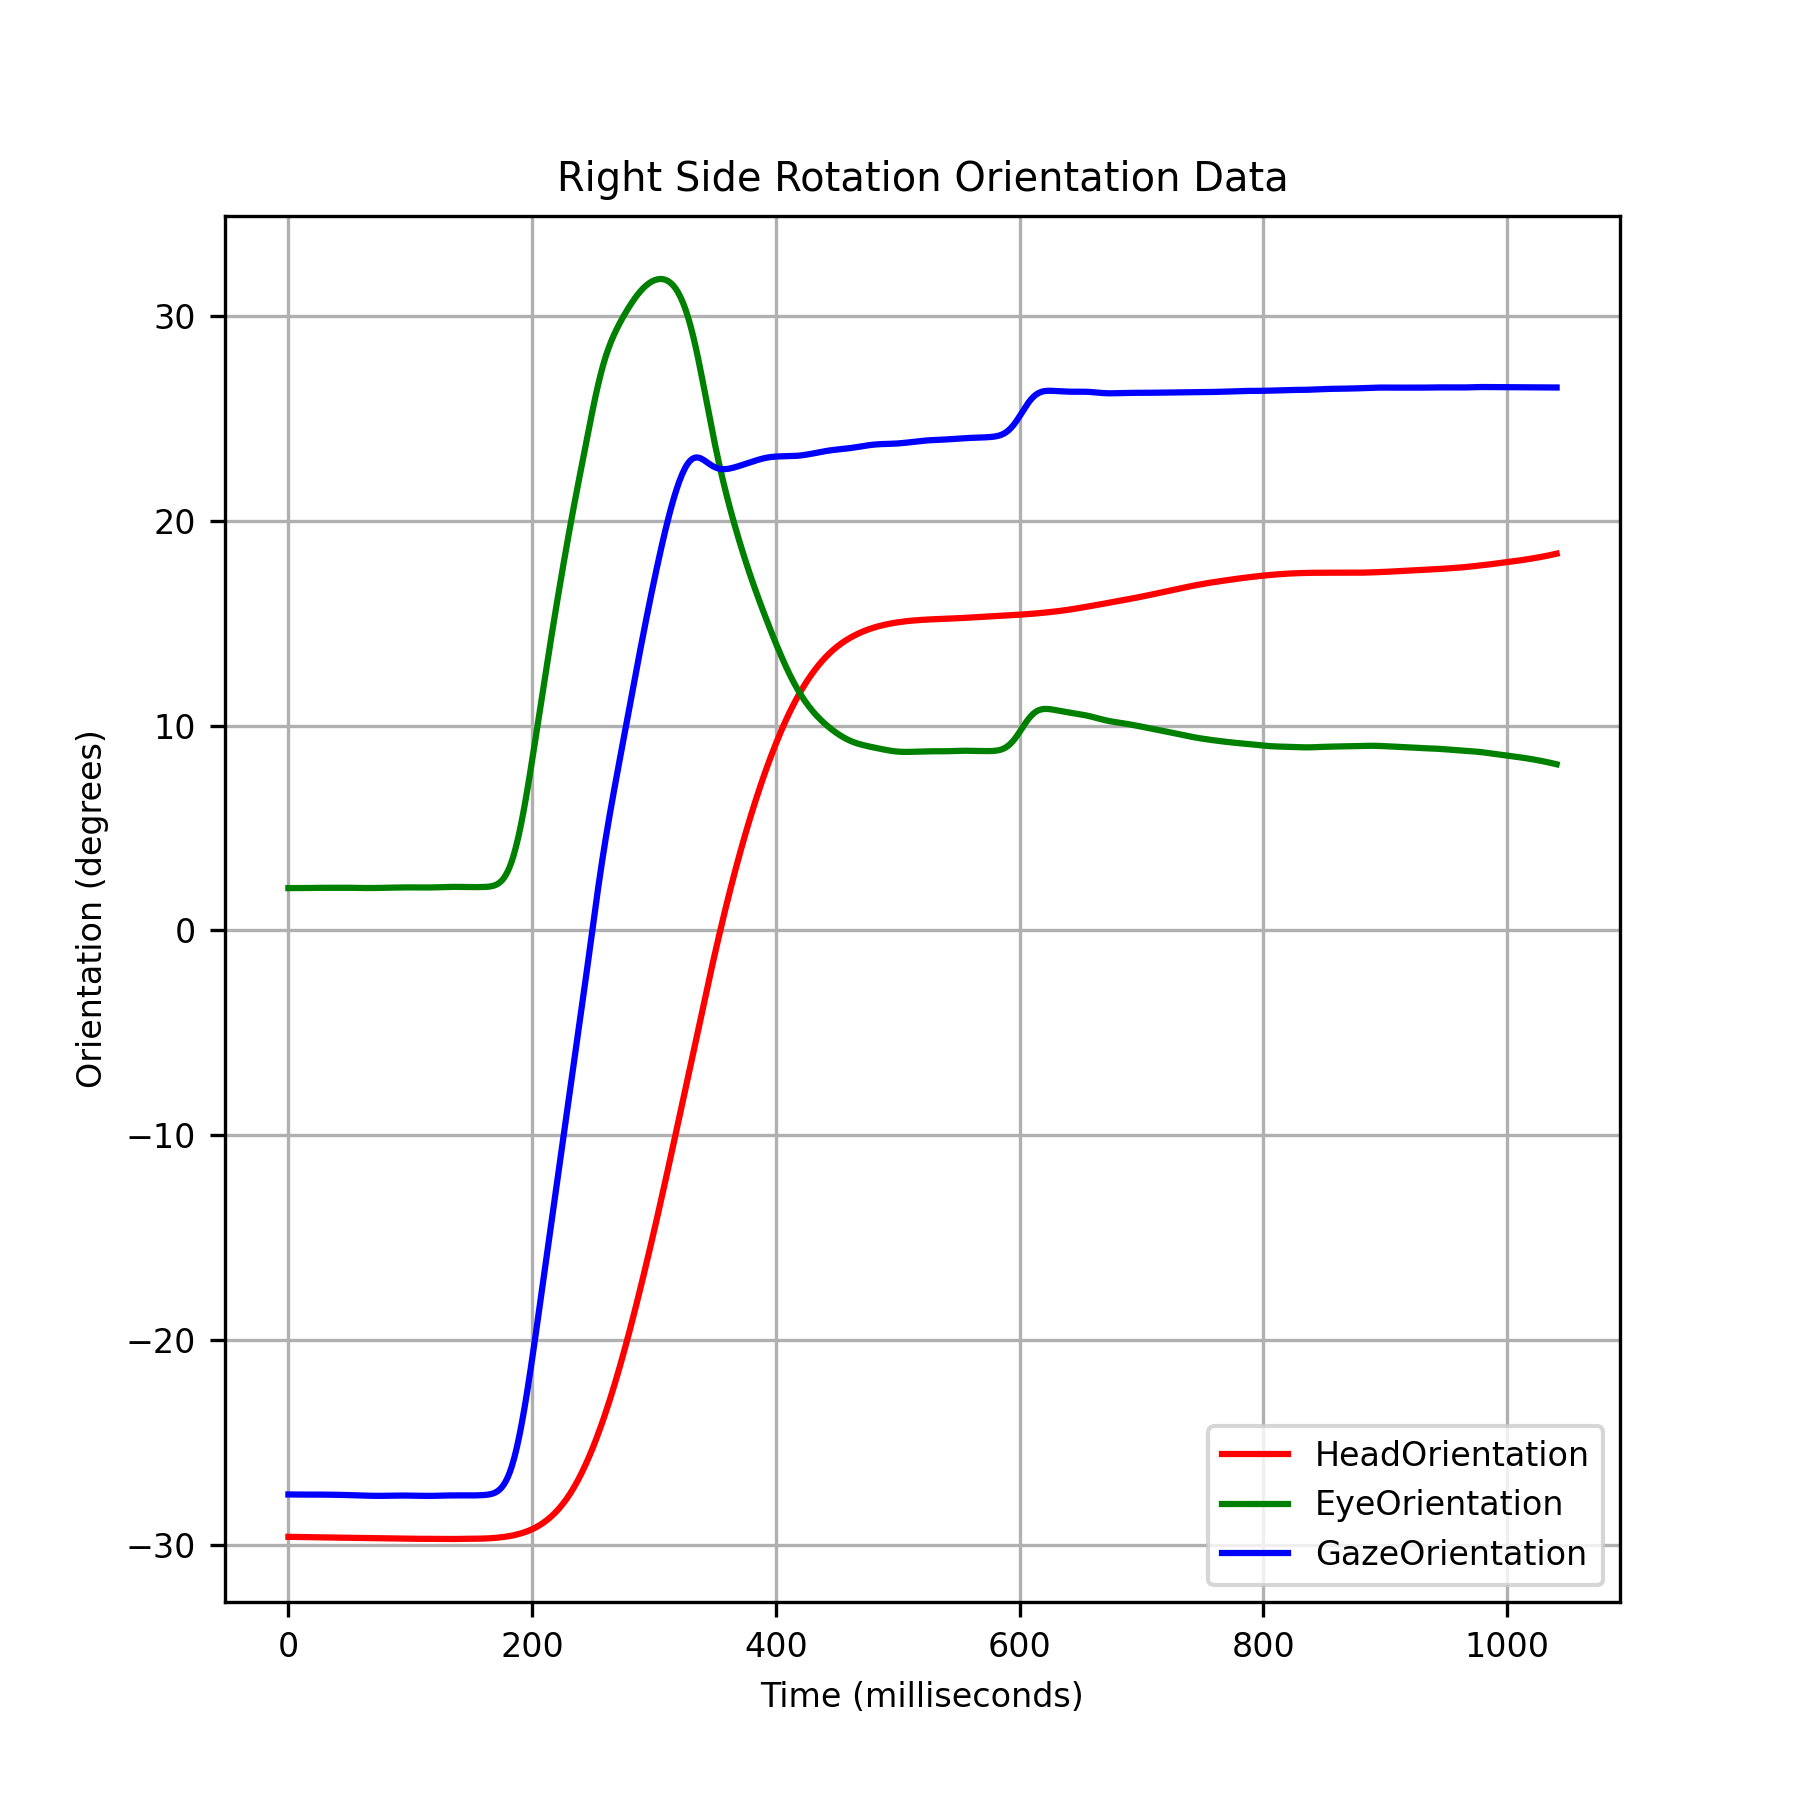 Right Side Rotation Orientation Data
Orientation (degrees)
30
20
10
0
−10
−20
−30
0 200 400 600 800 1000
Time (milliseconds)
HeadOrientation
EyeOrientation
GazeOrientation